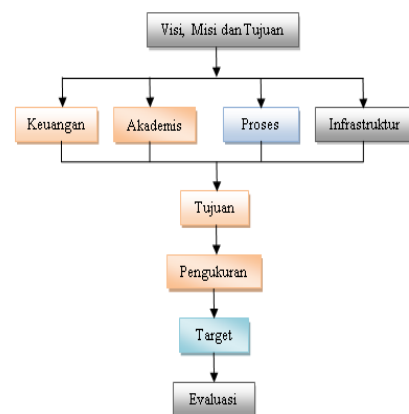 Visi, Misi dan Tujuan
Keuangan
Akademis
Proses
Infrastruktur
Tujuan
Pengukuran
Target
Evaluasi